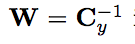 𝐖 = 𝐂_y^{-1} i